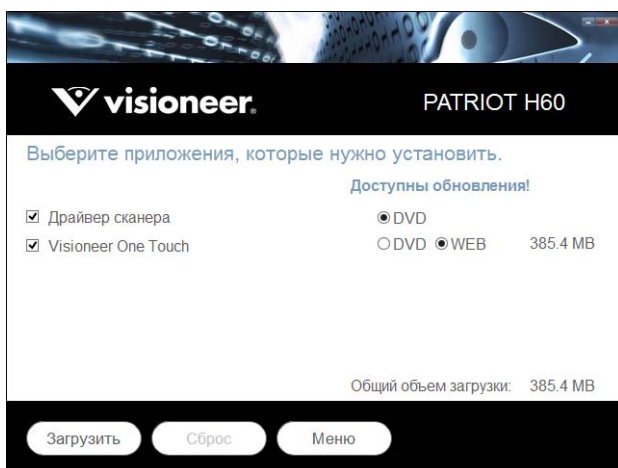 visioneer.
PATRIOT H60
Выберите приложения, которые нужно установить.
Доступны обновления!
Драйвер сканера DVD
Visioneer One Touch DVD WEB 385.4 MB
Общий объем загрузки: 385.4 MB
Загрузить Сброс Меню